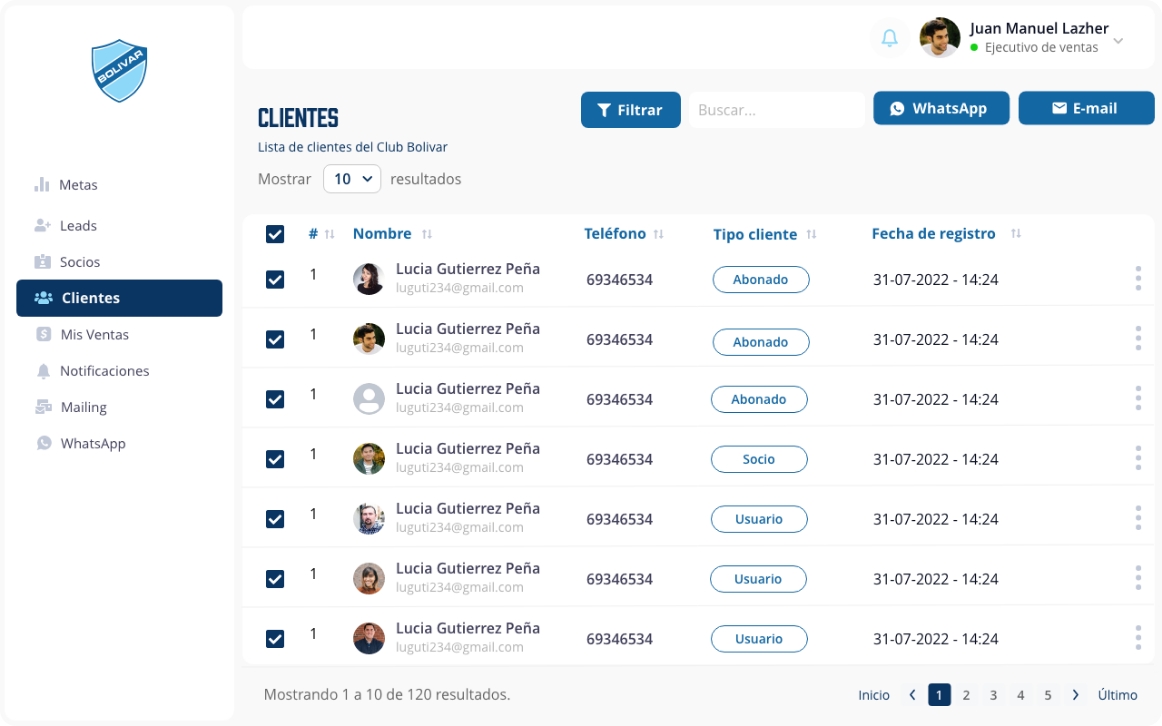 BOLIVAR
Juan Manuel Lazher
Ejecutivo de ventas
Metas
Leads
Socios
Clientes
Mis Ventas
Notificaciones
Mailing
WhatsApp
CLIENTES
Filtrar
Buscar...
WhatsApp
E-mail
Lista de clientes del Club Bolivar
Mostrar 10 resultados
# Nombre Teléfono Tipo cliente Fecha de registro
1 Lucia Gutierrez Peña 69346534 Abonado 31-07-2022 - 14:24
luguti234@gmail.com
1 Lucia Gutierrez Peña 69346534 Abonado 31-07-2022 - 14:24
luguti234@gmail.com
1 Lucia Gutierrez Peña 69346534 Abonado 31-07-2022 - 14:24
luguti234@gmail.com
1 Lucia Gutierrez Peña 69346534 Socio 31-07-2022 - 14:24
luguti234@gmail.com
1 Lucia Gutierrez Peña 69346534 Usuario 31-07-2022 - 14:24
luguti234@gmail.com
1 Lucia Gutierrez Peña 69346534 Usuario 31-07-2022 - 14:24
luguti234@gmail.com
1 Lucia Gutierrez Peña 69346534 Usuario 31-07-2022 - 14:24
luguti234@gmail.com
Mostrando 1 a 10 de 120 resultados.
Inicio 1 2 3 4 5 Último